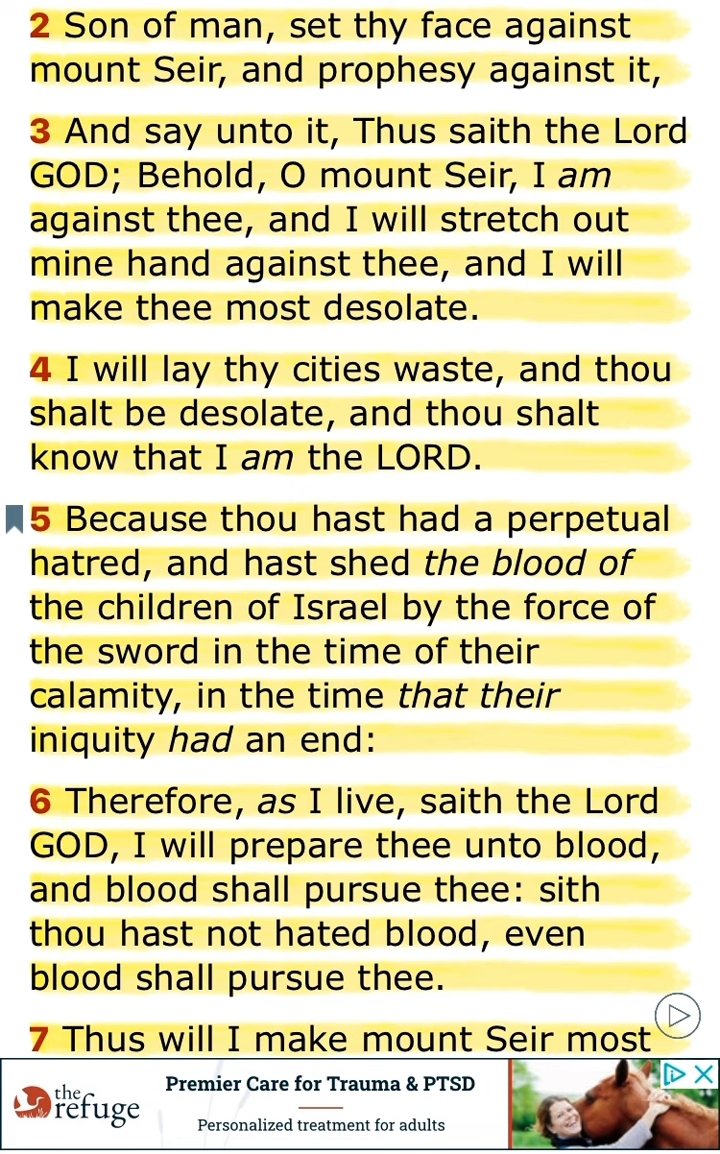 2 Son of man, set thy face against
mount Seir, and prophesy against it,
3 And say unto it, Thus saith the Lord
GOD; Behold, O mount Seir, I am
against thee, and I will stretch out
mine hand against thee, and I will
make thee most desolate.
4 I will lay thy cities waste, and thou
shalt be desolate, and thou shalt
know that I am the LORD.
5 Because thou hast had a perpetual
hatred, and hast shed the blood of
the children of Israel by the force of
the sword in the time of their
calamity, in the time that their
iniquity had an end:
6 Therefore, as I live, saith the Lord
GOD, I will prepare thee unto blood,
and blood shall pursue thee: sith
thou hast not hated blood, even
blood shall pursue thee.
7 Thus will I make mount Seir most
the refuge
Premier Care for Trauma & PTSD
Personalized treatment for adults